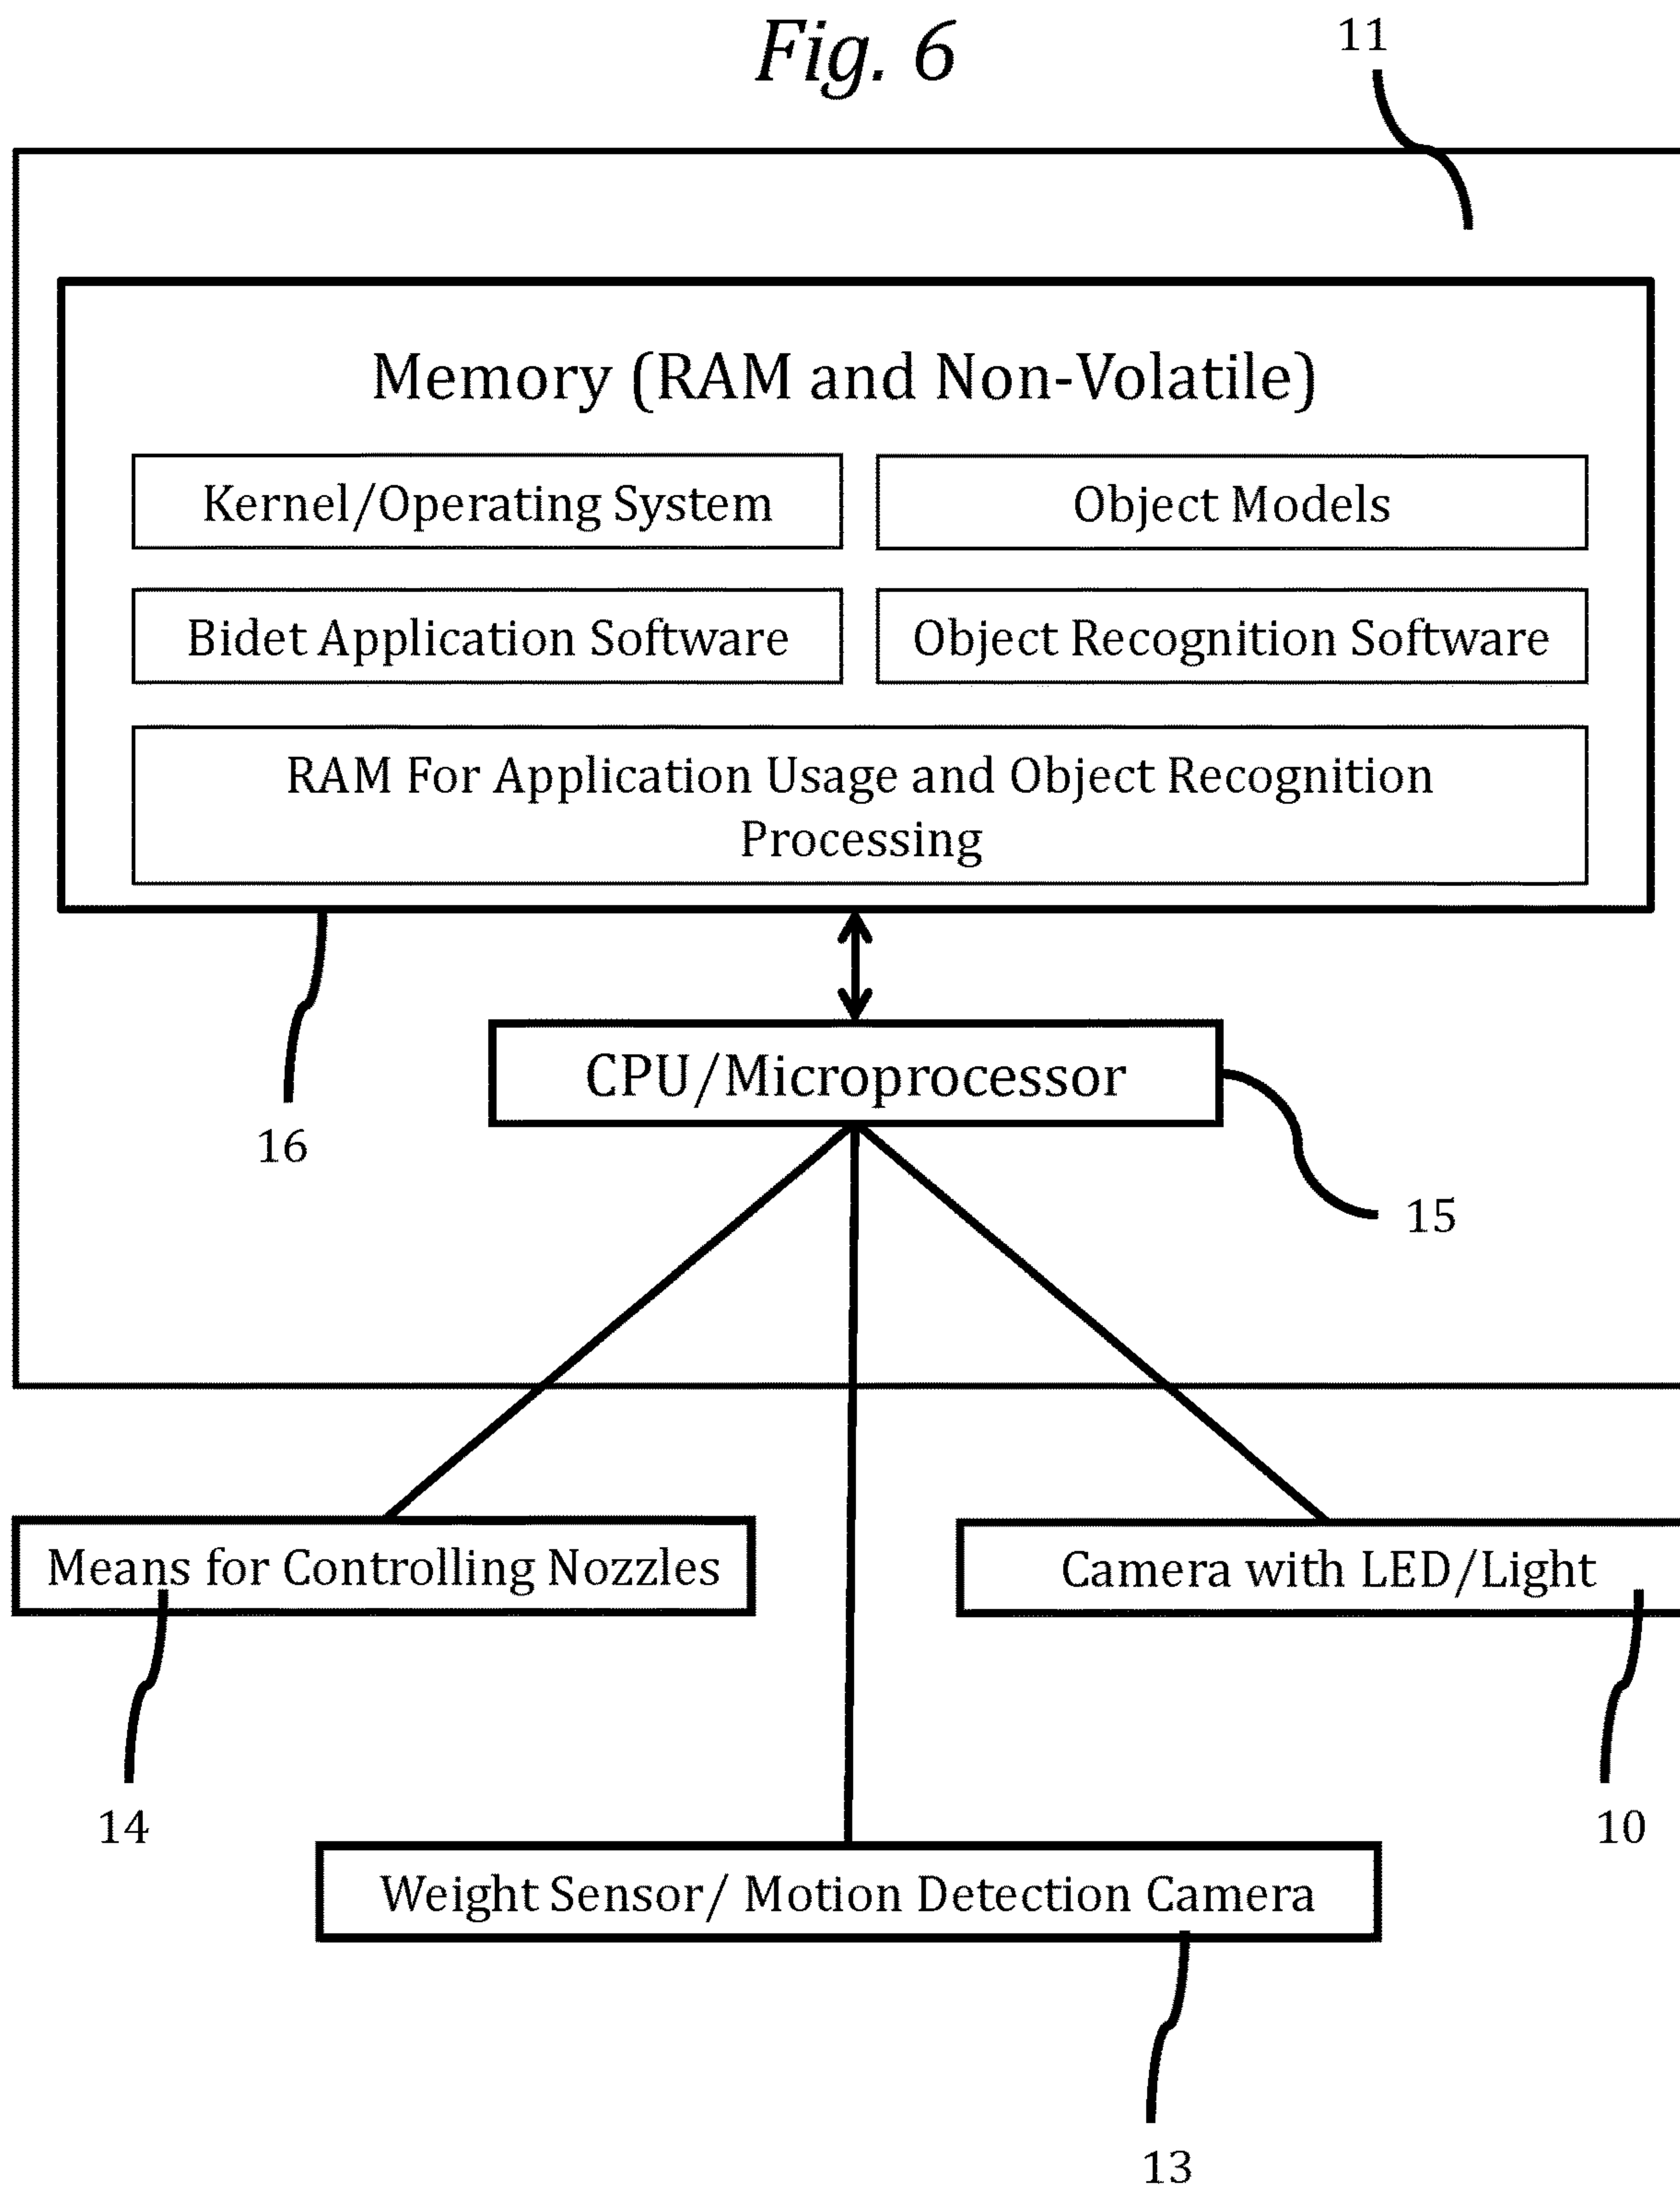 Fig. 6
11
Memory (RAM and Non-Volatile)
Kernel/Operating System
Object Models
Bidet Application Software
Object Recognition Software
RAM For Application Usage and Object Recognition
Processing
16
CPU/Microprocessor
15
Means for Controlling Nozzles
Camera with LED/Light
14
10
Weight Sensor/ Motion Detection Camera
13